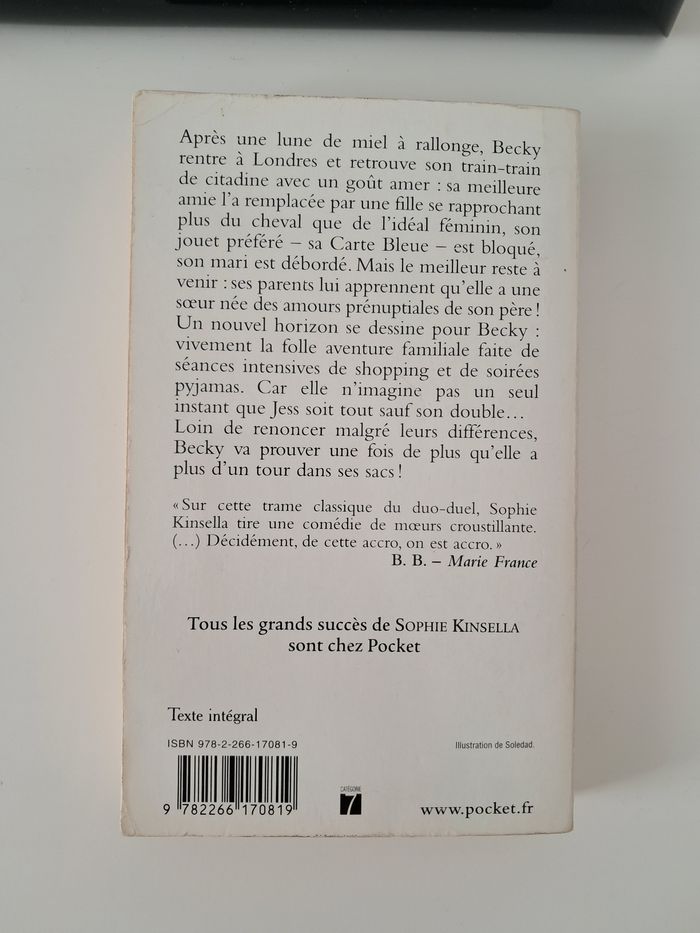 Après une lune de miel à rallonge, Becky
rentre à Londres et retrouve son train-train
de citadine avec un goût amer : sa meilleure
amie l'a remplacée par une fille se rapprochant
plus du cheval que de l'idéal féminin, son
jouet préféré – sa Carte Bleue – est bloqué,
son mari est débordé. Mais le meilleur reste à
venir : ses parents lui apprennent qu'elle a une
sœur née des amours prénuptiales de son père !
Un nouvel horizon se dessine pour Becky :
vivement la folle aventure familiale faite de
séances intensives de shopping et de soirées
pyjamas. Car elle n'imagine pas un seul
instant que Jess soit tout sauf son double…
Loin de renoncer malgré leurs différences,
Becky va prouver une fois de plus qu'elle a
plus d'un tour dans ses sacs !
« Sur cette trame classique du duo-duel, Sophie
Kinsella tire une comédie de mœurs croustillante.
(…) Décidément, de cette accro, on est accro. »
B. B. – Marie France
Tous les grands succès de SOPHIE KINSELLA
sont chez Pocket
Texte intégral
ISBN 978-2-266-17081-9
Illustration de Soledad.
9 782266 170819
CATÉGORIE
7
www.pocket.fr